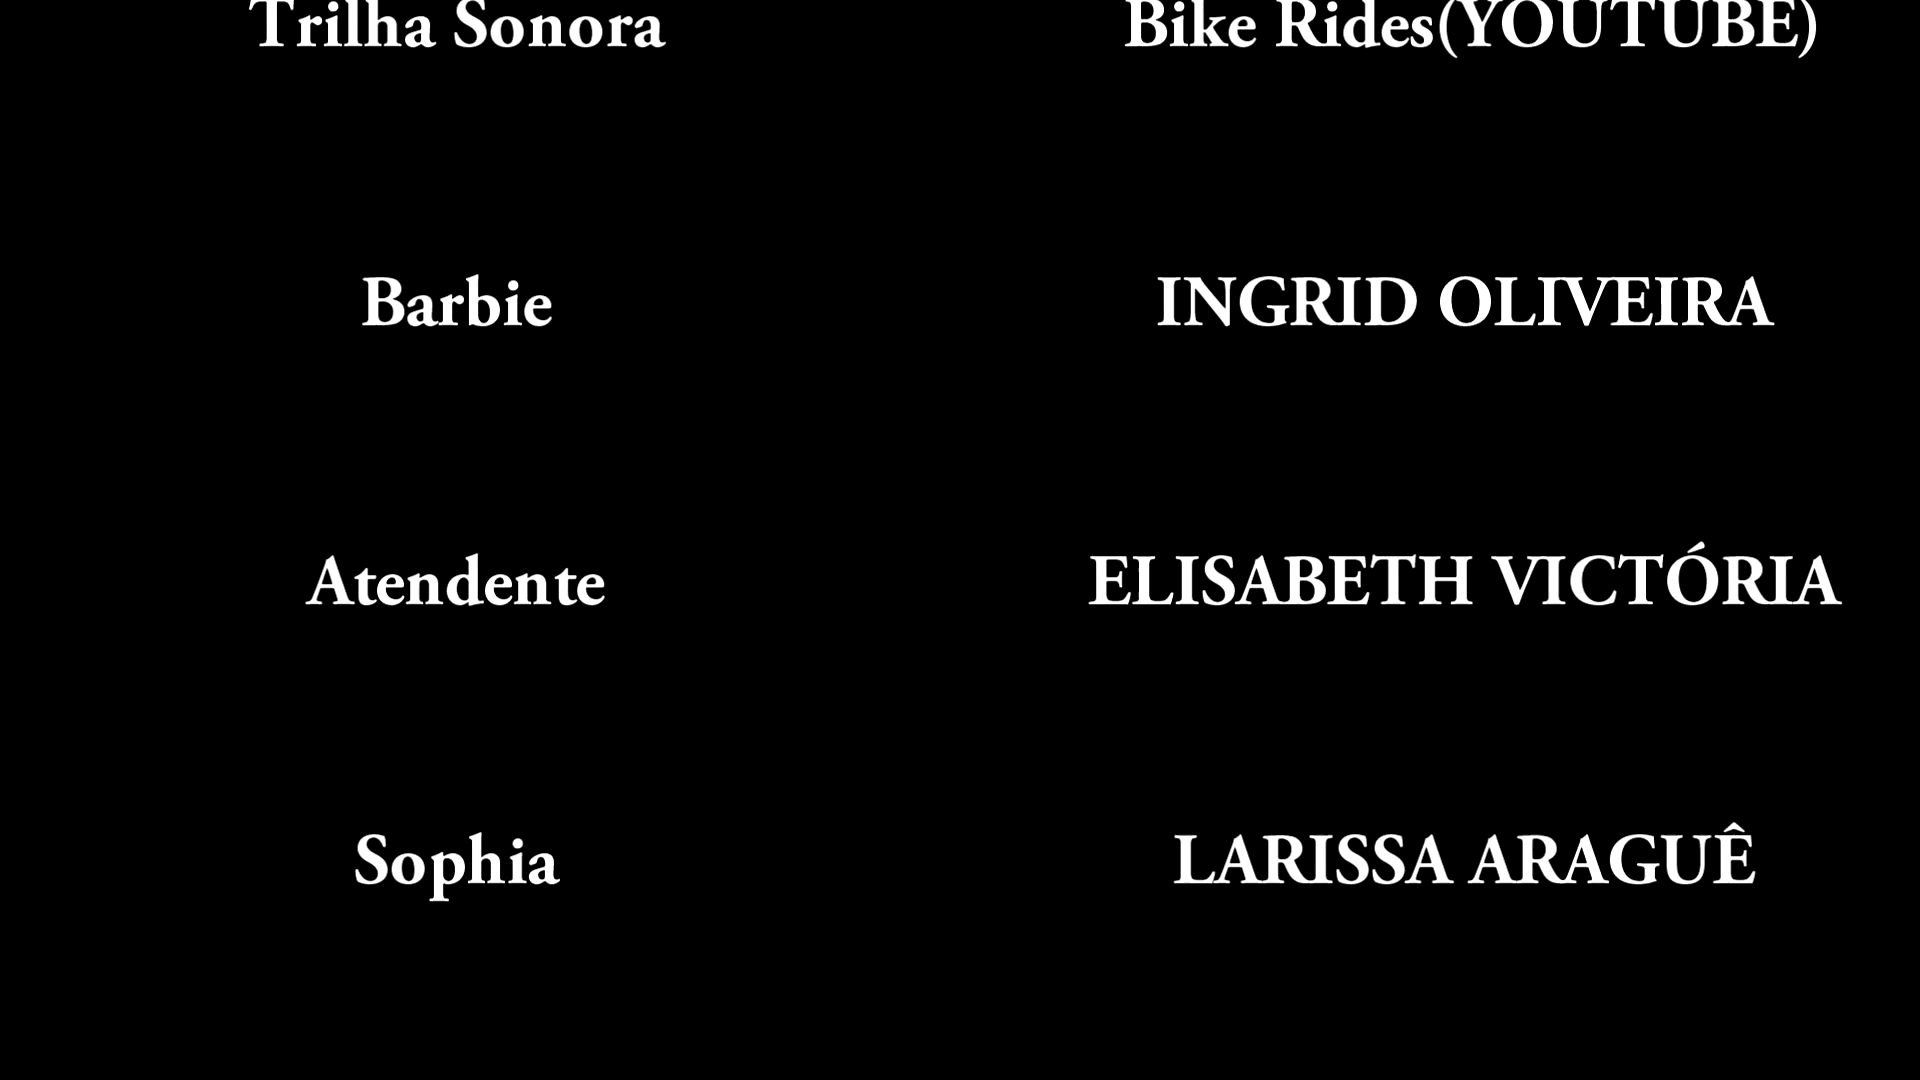 Trilha Sonora Bike Rides(YOUTUBE)
Barbie INGRID OLIVEIRA
Atendente ELISABETH VICTÓRIA
Sophia LARISSA ARAGUÊ